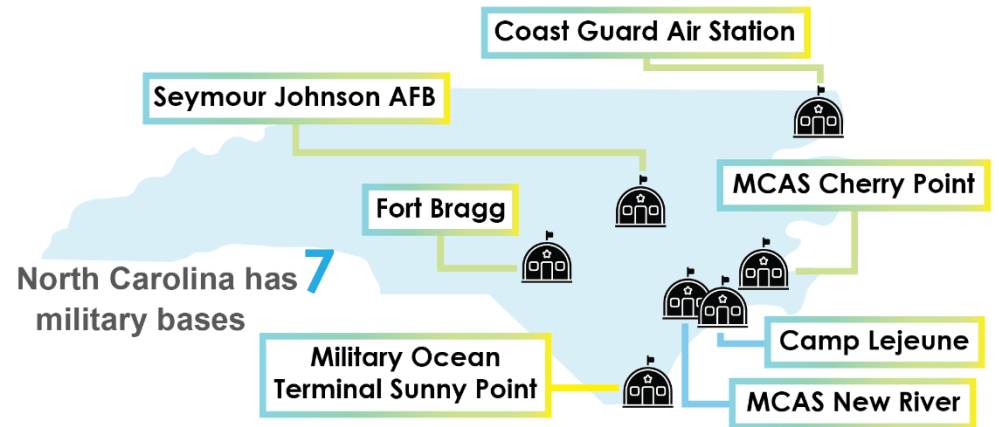 Coast Guard Air Station
Seymour Johnson AFB
MCAS Cherry Point
Fort Bragg
North Carolina has 7
military bases
Military Ocean
Terminal Sunny Point
Camp Lejeune
MCAS New River